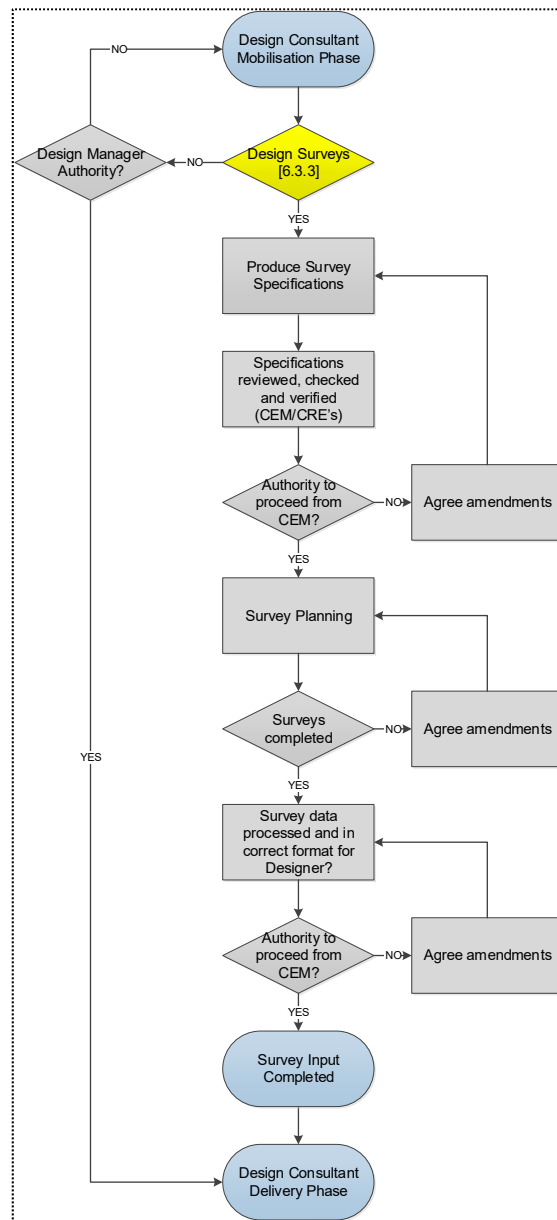 Design Consultant
Mobilisation Phase
NO
Design Manager
Authority?
NO
Design Surveys
[6.3.3]
YES
Produce Survey
Specifications
Specifications
reviewed, checked
and verified
(CEM/CRE's)
Authority to
proceed from
CEM?
NO
Agree amendments
YES
Survey Planning
Surveys
completed
NO
Agree amendments
YES
YES
Survey data
processed and in
correct format for
Designer?
Authority to
proceed from
CEM?
NO
Agree amendments
YES
Survey Input
Completed
Design Consultant
Delivery Phase